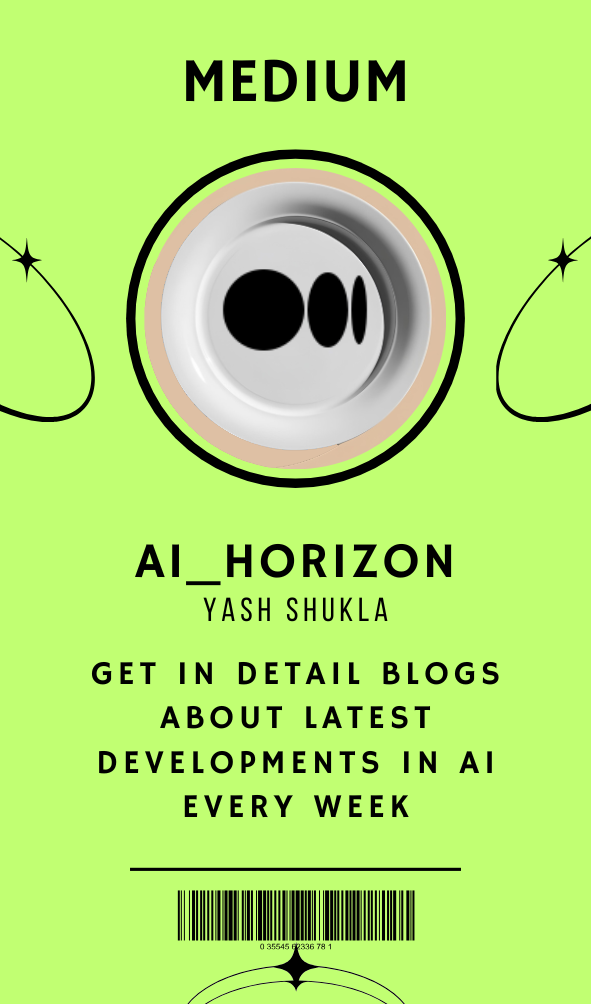 MEDIUM
AI_HORIZON
YASH SHUKLA
GET IN DETAIL BLOGS
ABOUT LATEST
DEVELOPMENTS IN AI
EVERY WEEK
0 35545 62336 78 1